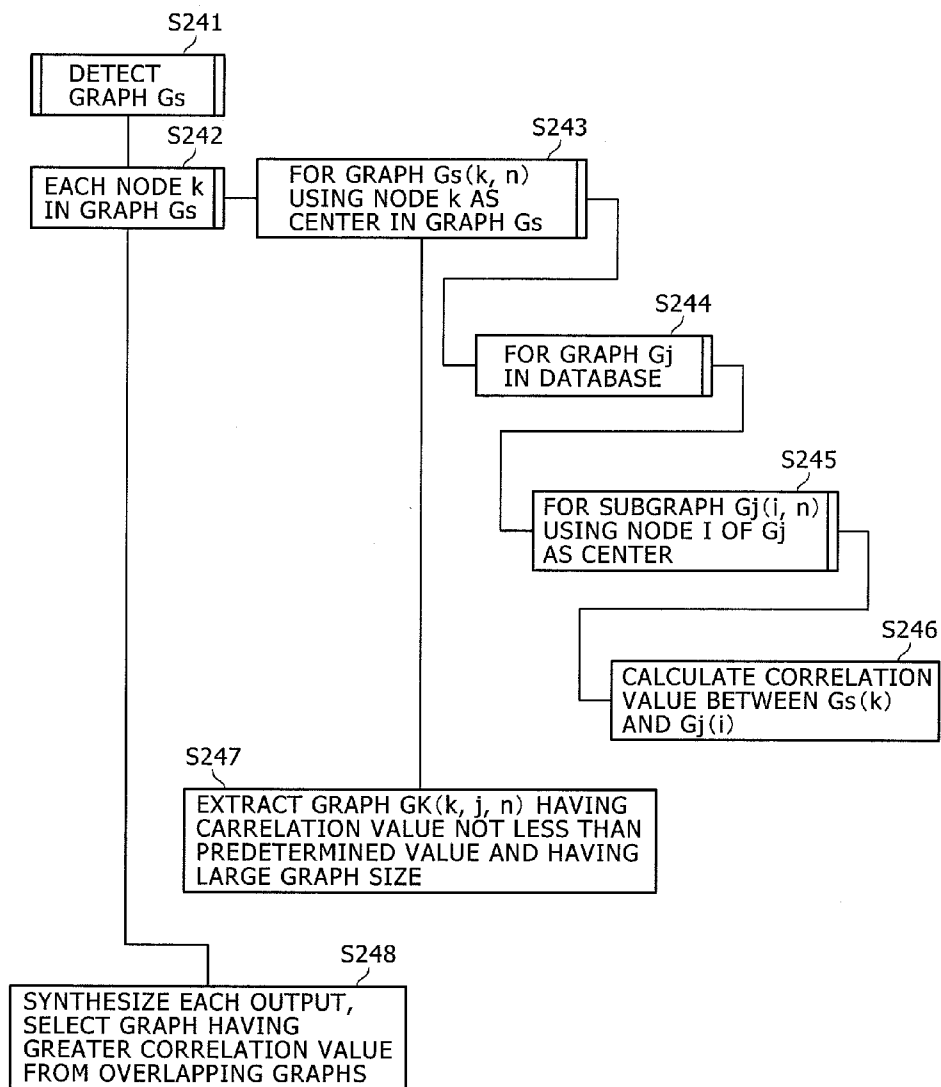 S241
DETECT
GRAPH Gs
S242
EACH NODE k
IN GRAPH Gs
S243
FOR GRAPH Gs(k, n)
USING NODE k AS
CENTER IN GRAPH Gs
S244
FOR GRAPH Gj
IN DATABASE
S245
FOR SUBGRAPH Gj(i, n)
USING NODE I OF Gj
AS CENTER
S246
CALCULATE CORRELATION
VALUE BETWEEN Gs(k)
AND Gj(i)
S247
EXTRACT GRAPH GK(k, j, n) HAVING
CARRELATION VALUE NOT LESS THAN
PREDETERMINED VALUE AND HAVING
LARGE GRAPH SIZE
S248
SYNTHESIZE EACH OUTPUT,
SELECT GRAPH HAVING
GREATER CORRELATION VALUE
FROM OVERLAPPING GRAPHS